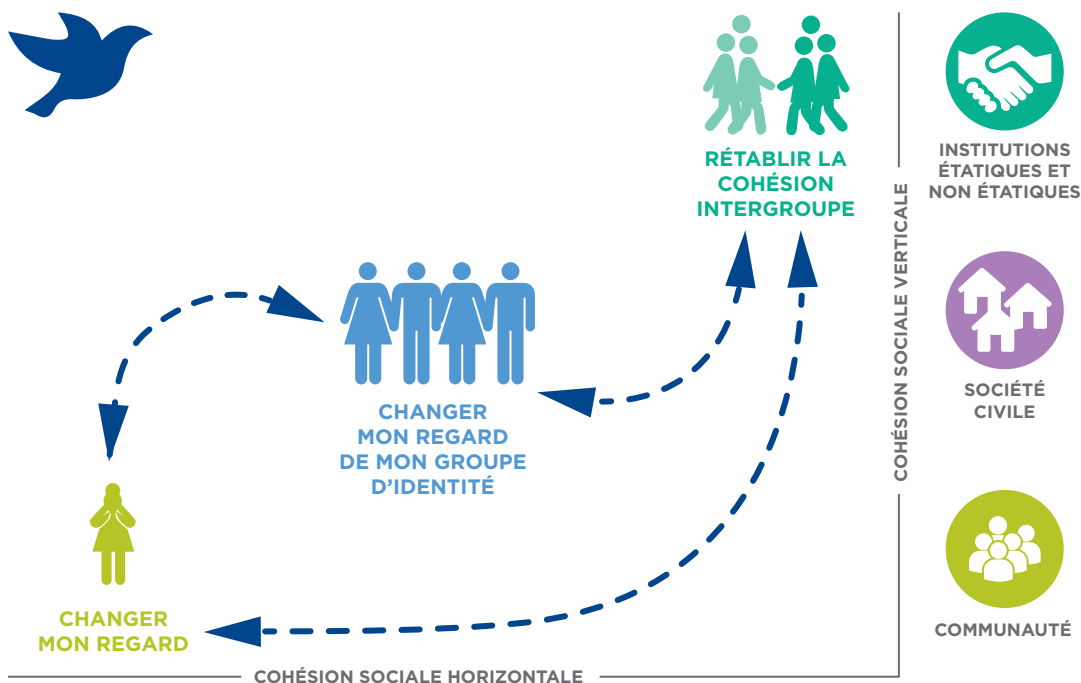 RÉTABLIR LA
COHÉSION
INTERGROUPE
CHANGER
MON REGARD
DE MON GROUPE
D’IDENTITÉ
CHANGER
MON REGARD
COHÉSION SOCIALE HORIZONTALE
COHÉSION SOCIALE VERTICALE
INSTITUTIONS
ÉTATIQUES ET
NON ÉTATIQUES
SOCIÉTÉ
CIVILE
COMMUNAUTÉ